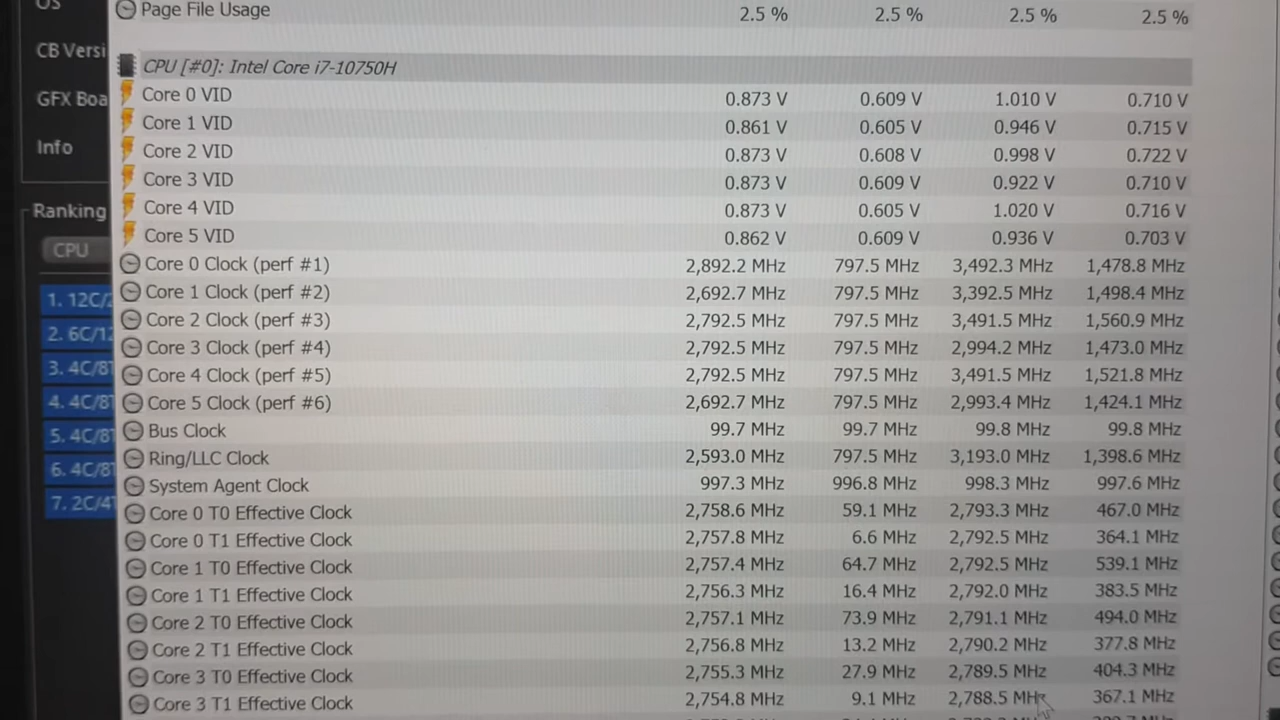 OS
Page File Usage 2.5 % 2.5 % 2.5 % 2.5 %
CB Versi
CPU [#0]: Intel Core i7-10750H
GFX Boa
Core 0 VID 0.873 V 0.609 V 1.010 V 0.710 V
Core 1 VID 0.861 V 0.605 V 0.946 V 0.715 V
Info
Core 2 VID 0.873 V 0.608 V 0.998 V 0.722 V
Core 3 VID 0.873 V 0.609 V 0.922 V 0.710 V
Ranking
Core 4 VID 0.873 V 0.605 V 1.020 V 0.716 V
Core 5 VID 0.862 V 0.609 V 0.936 V 0.703 V
CPU
Core 0 Clock (perf #1) 2,892.2 MHz 797.5 MHz 3,492.3 MHz 1,478.8 MHz
1. 12C/2
Core 1 Clock (perf #2) 2,692.7 MHz 797.5 MHz 3,392.5 MHz 1,498.4 MHz
2. 6C/12
Core 2 Clock (perf #3) 2,792.5 MHz 797.5 MHz 3,491.5 MHz 1,560.9 MHz
Core 3 Clock (perf #4) 2,792.5 MHz 797.5 MHz 2,994.2 MHz 1,473.0 MHz
3. 4C/8T
Core 4 Clock (perf #5) 2,792.5 MHz 797.5 MHz 3,491.5 MHz 1,521.8 MHz
4. 4C/8T
Core 5 Clock (perf #6) 2,692.7 MHz 797.5 MHz 2,993.4 MHz 1,424.1 MHz
5. 4C/8T
Bus Clock 99.7 MHz 99.7 MHz 99.8 MHz 99.8 MHz
6. 4C/8T
Ring/LLC Clock 2,593.0 MHz 797.5 MHz 3,193.0 MHz 1,398.6 MHz
7. 2C/4T
System Agent Clock 997.3 MHz 996.8 MHz 998.3 MHz 997.6 MHz
Core 0 T0 Effective Clock 2,758.6 MHz 59.1 MHz 2,793.3 MHz 467.0 MHz
Core 0 T1 Effective Clock 2,757.8 MHz 6.6 MHz 2,792.5 MHz 364.1 MHz
Core 1 T0 Effective Clock 2,757.4 MHz 64.7 MHz 2,792.5 MHz 539.1 MHz
Core 1 T1 Effective Clock 2,756.3 MHz 16.4 MHz 2,792.0 MHz 383.5 MHz
Core 2 T0 Effective Clock 2,757.1 MHz 73.9 MHz 2,791.1 MHz 494.0 MHz
Core 2 T1 Effective Clock 2,756.8 MHz 13.2 MHz 2,790.2 MHz 377.8 MHz
Core 3 T0 Effective Clock 2,755.3 MHz 27.9 MHz 2,789.5 MHz 404.3 MHz
Core 3 T1 Effective Clock 2,754.8 MHz 9.1 MHz 2,788.5 MHz 367.1 MHz